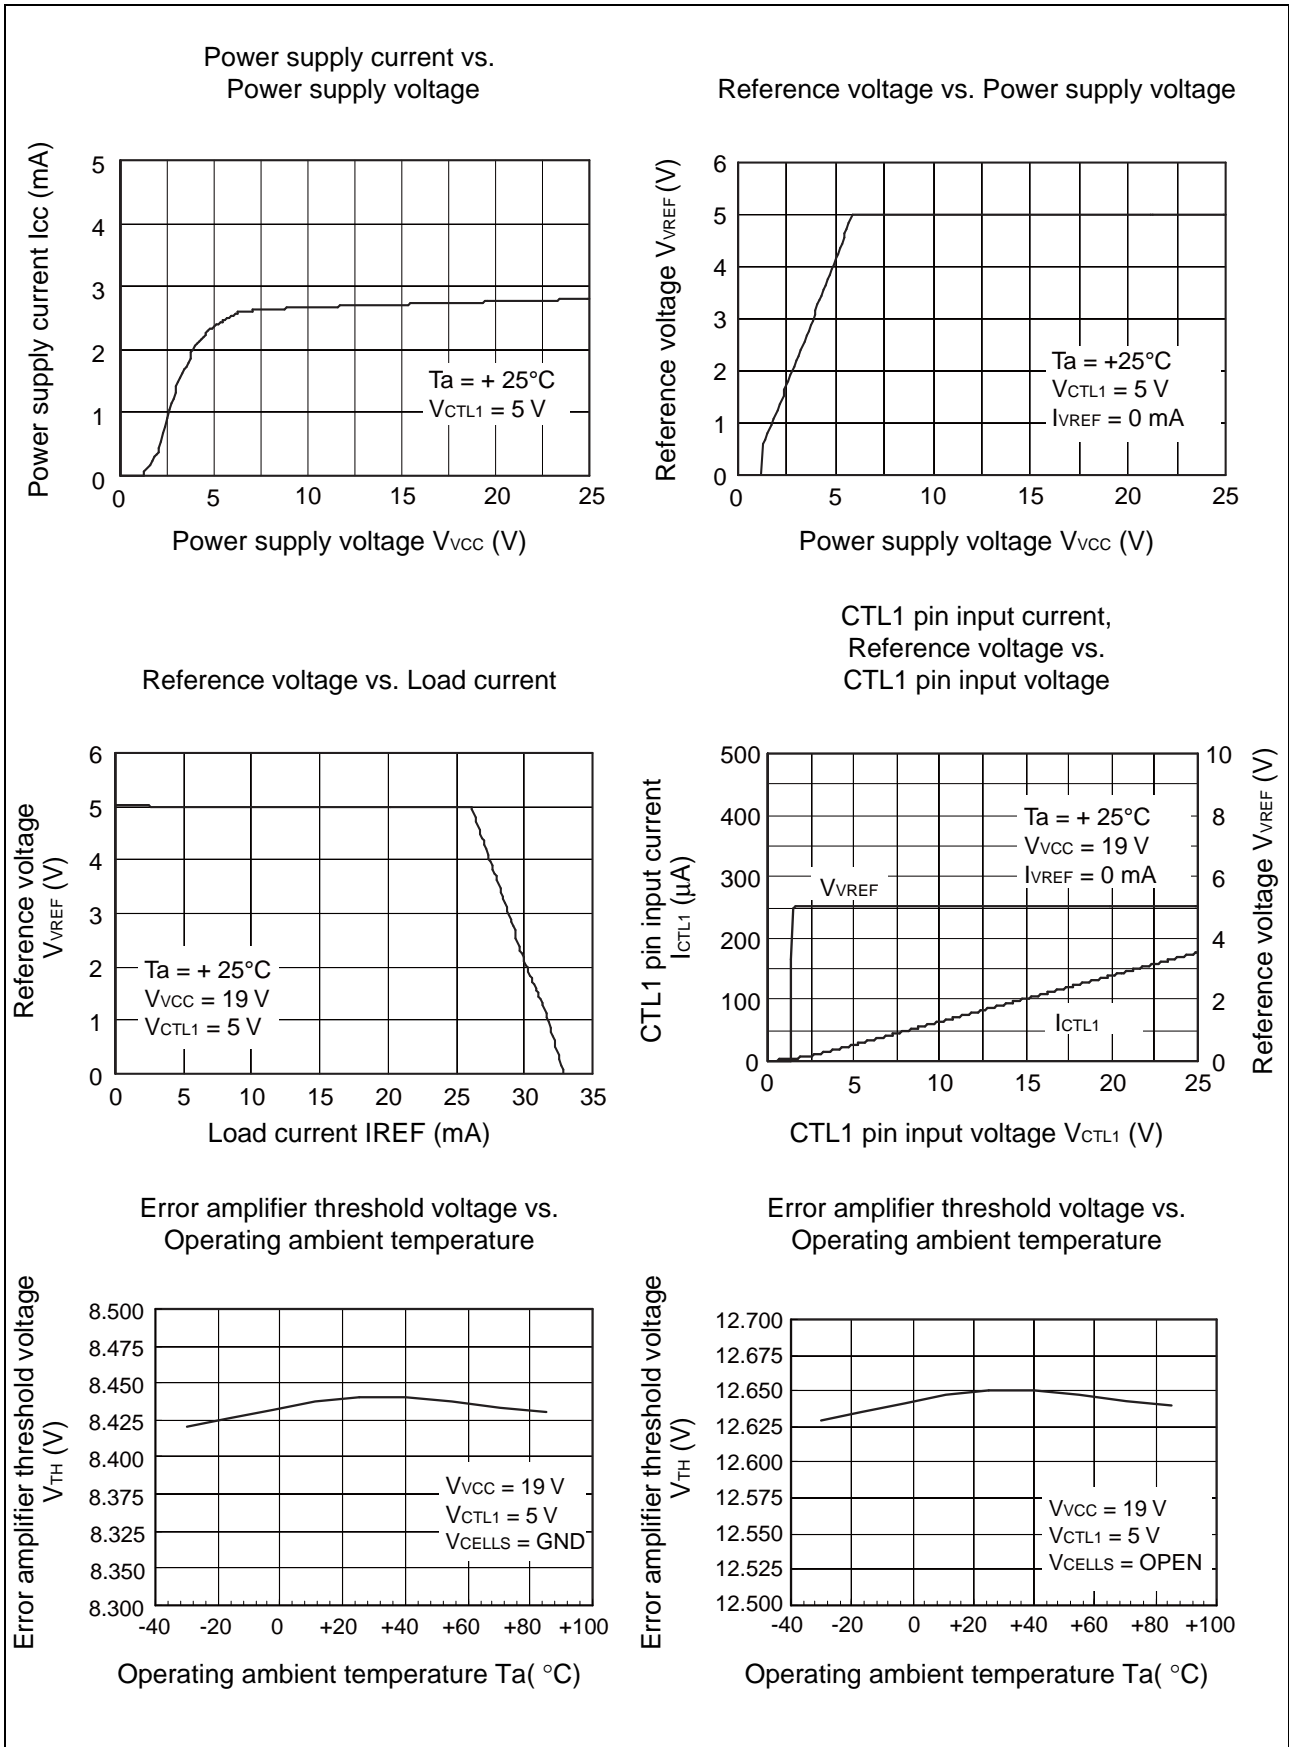 Power supply current vs.
Power supply voltage
Power supply current Icc (mA)
5
4
3
2
1
0
Ta = + 25°C
VCTL1 = 5 V
0 5 10 15 20 25
Power supply voltage VVCC (V)
Reference voltage vs. Power supply voltage
Reference voltage VVREF (V)
6
5
4
3
2
1
0
Ta = +25°C
VCTL1 = 5 V
IVREF = 0 mA
0 5 10 15 20 25
Power supply voltage VVCC (V)
Reference voltage vs. Load current
Reference voltage
VVREF (V)
6
5
4
3
2
1
0
Ta = + 25°C
VVCC = 19 V
VCTL1 = 5 V
0 5 10 15 20 25 30 35
Load current IREF (mA)
CTL1 pin input current,
Reference voltage vs.
CTL1 pin input voltage
CTL1 pin input current
ICTL1 (µA)
500
400
300
200
100
0
Ta = + 25°C
VVCC = 19 V
IVREF = 0 mA
VVREF
ICTL1
10
8
6
4
2
0
Reference voltage VVREF (V)
0 5 10 15 20 25
CTL1 pin input voltage VCTL1 (V)
Error amplifier threshold voltage vs.
Operating ambient temperature
Error amplifier threshold voltage
VTH (V)
8.500
8.475
8.450
8.425
8.400
8.375
8.325
8.350
8.300
VVCC = 19 V
VCTL1 = 5 V
VCELLS = GND
-40 -20 0 +20 +40 +60 +80 +100
Operating ambient temperature Ta( °C)
Error amplifier threshold voltage vs.
Operating ambient temperature
Error amplifier threshold voltage
VTH (V)
12.700
12.675
12.650
12.625
12.600
12.575
12.550
12.525
12.500
VVCC = 19 V
VCTL1 = 5 V
VCELLS = OPEN
-40 -20 0 +20 +40 +60 +80 +100
Operating ambient temperature Ta( °C)